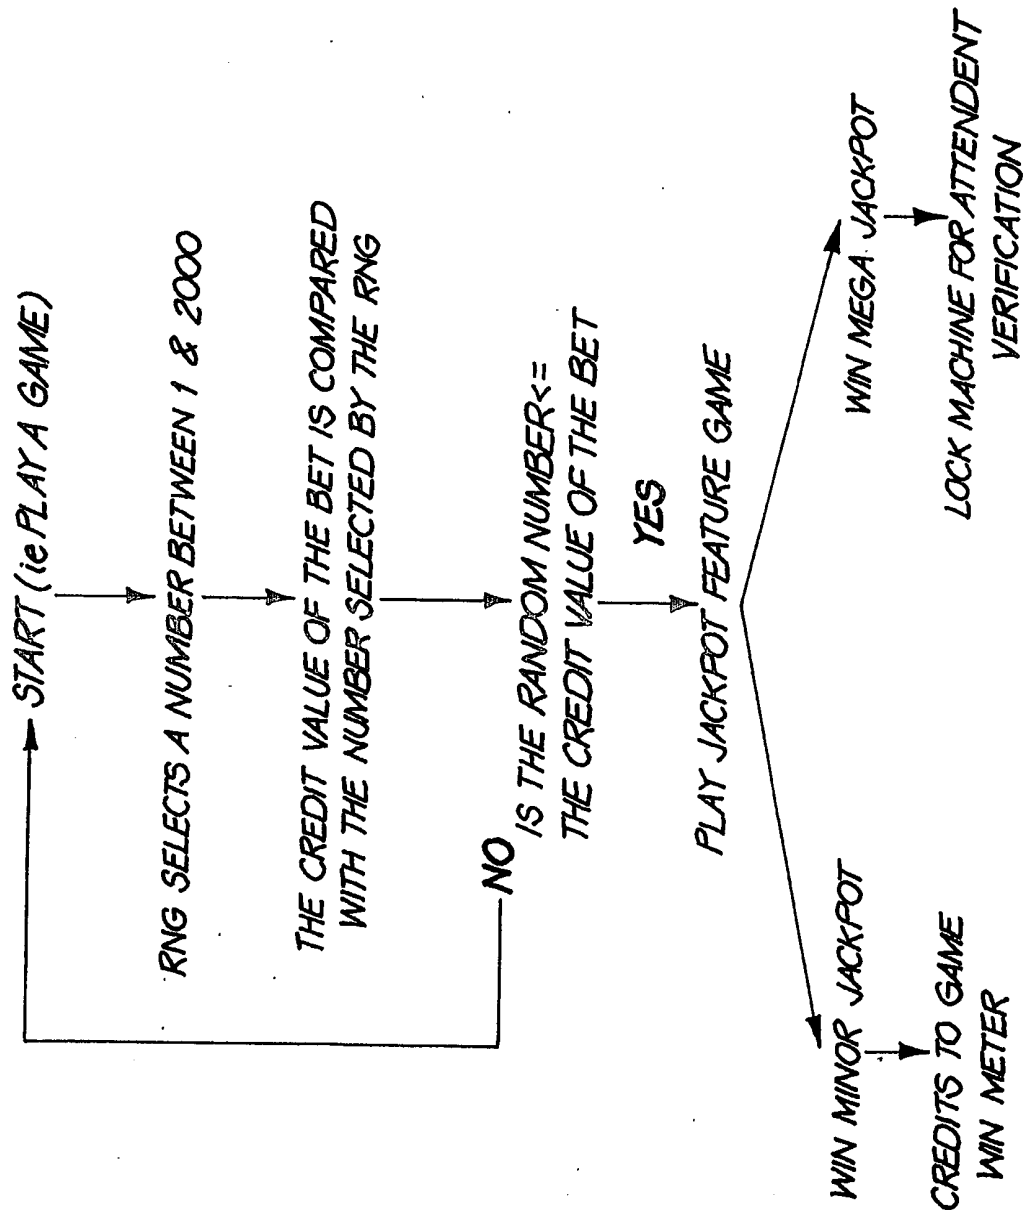 START (ie PLAY A GAME)
RNG SELECTS A NUMBER BETWEEN 1 & 2000
THE CREDIT VALUE OF THE BET IS COMPARED
WITH THE NUMBER SELECTED BY THE RNG
NO
IS THE RANDOM NUMBER<=
THE CREDIT VALUE OF THE BET
YES
PLAY JACKPOT FEATURE GAME
WIN MINOR JACKPOT
CREDITS TO GAME
WIN METER
WIN MEGA JACKPOT
LOCK MACHINE FOR ATTENDENT
VERIFICATION